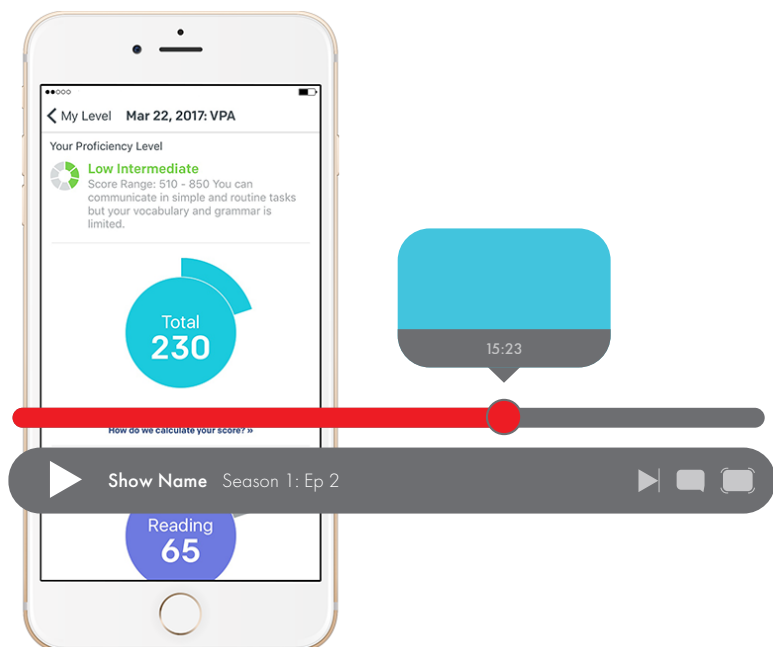 My Level Mar 22, 2017: VPA
Your Proficiency Level
Low Intermediate
Score Range: 510 - 850 You can
communicate in simple and routine tasks
but your vocabulary and grammar is
limited.
Total
230
15:23
How do we calculate your score? »
Show Name Season 1: Ep 2
Reading
65